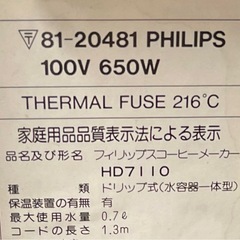 81-20481 PHILIPS
100V 650W
THERMAL FUSE 216°C
家庭用品品質表示法による表示
品名及び形名 フィリップスコーヒーメーカー
HD7110
種類 ドリップ式(水容器一体型)
保温装置の有無 有
最大使用水量 0.7ℓ
コードの長さ 1.3m